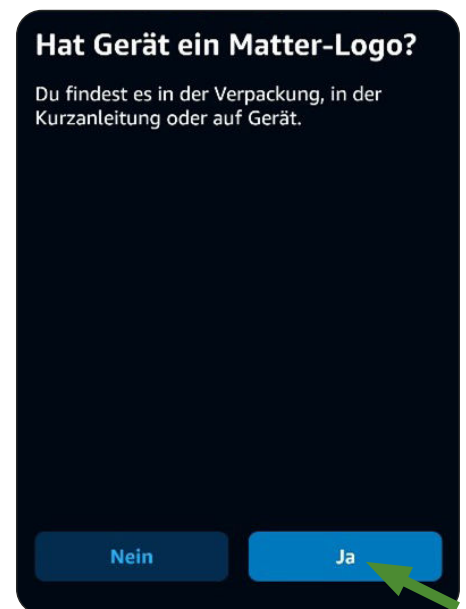 Hat Gerät ein Matter-Logo?
Du findest es in der Verpackung, in der
Kurzanleitung oder auf Gerät.
Nein
Ja